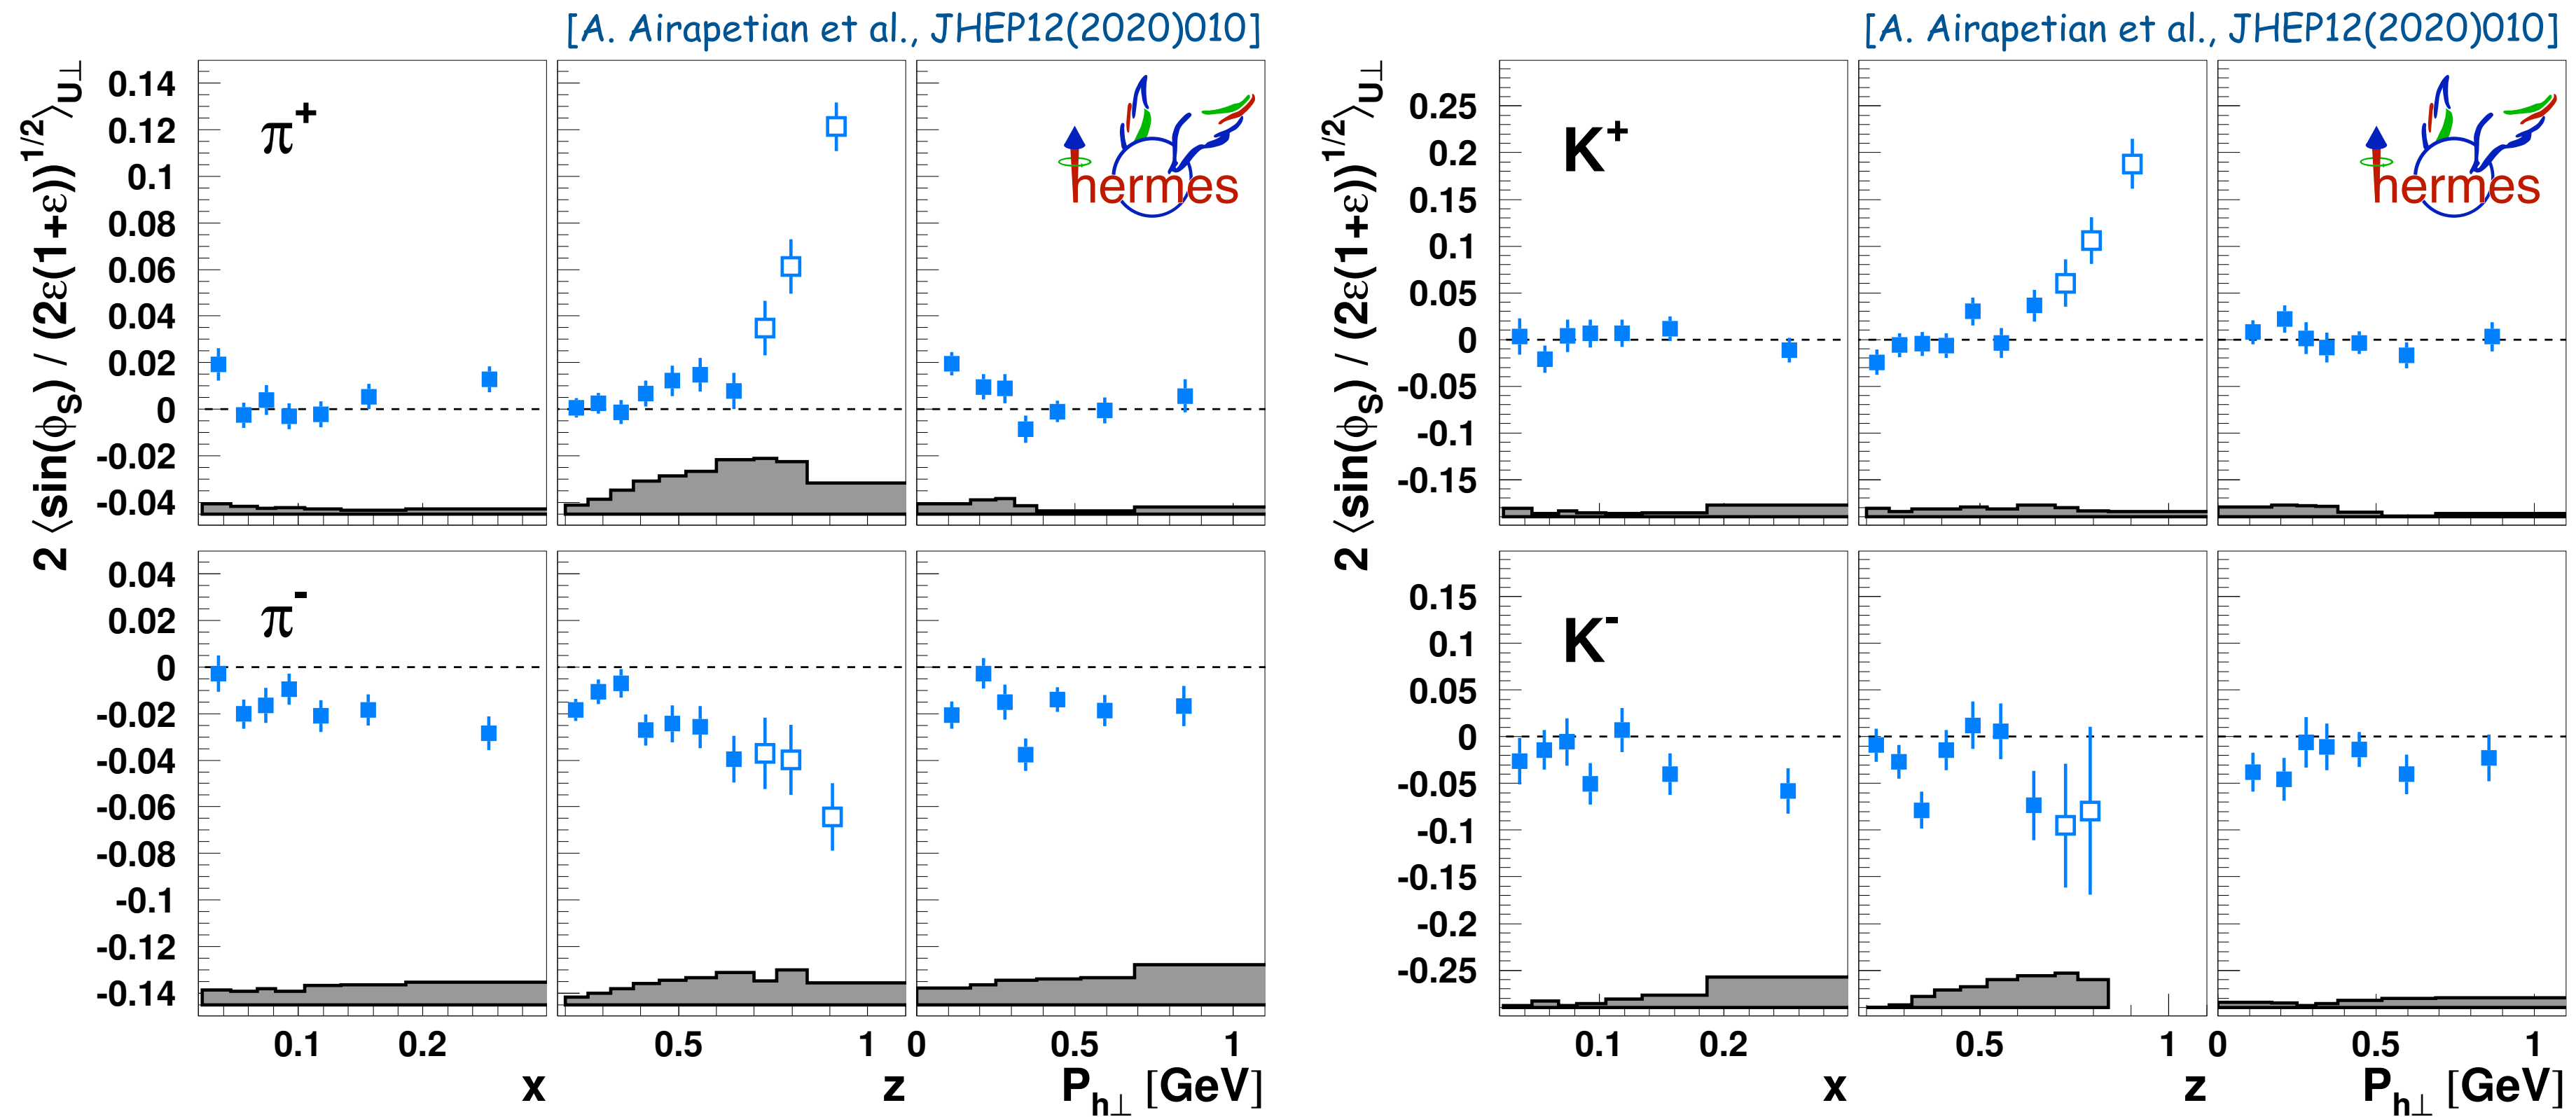 [A. Airapetian et al., JHEP12(2020)010]
2 ⟨sin(ϕS) / (2ε(1+ε))1/2⟩U⊥
π+
hermes
0.14
0.12
0.1
0.08
0.06
0.04
0.02
0
-0.02
-0.04
π-
0.04
0.02
0
-0.02
-0.04
-0.06
-0.08
-0.1
-0.12
-0.14
0.1 0.2
0.5 1
0 0.5 1
x
z
Ph⊥ [GeV]
[A. Airapetian et al., JHEP12(2020)010]
2 ⟨sin(ϕS) / (2ε(1+ε))1/2⟩U⊥
K+
hermes
0.25
0.2
0.15
0.1
0.05
0
-0.05
-0.1
-0.15
K-
0.15
0.1
0.05
0
-0.05
-0.1
-0.15
-0.2
-0.25
0.1 0.2
0.5 1
0 0.5 1
x
z
Ph⊥ [GeV]